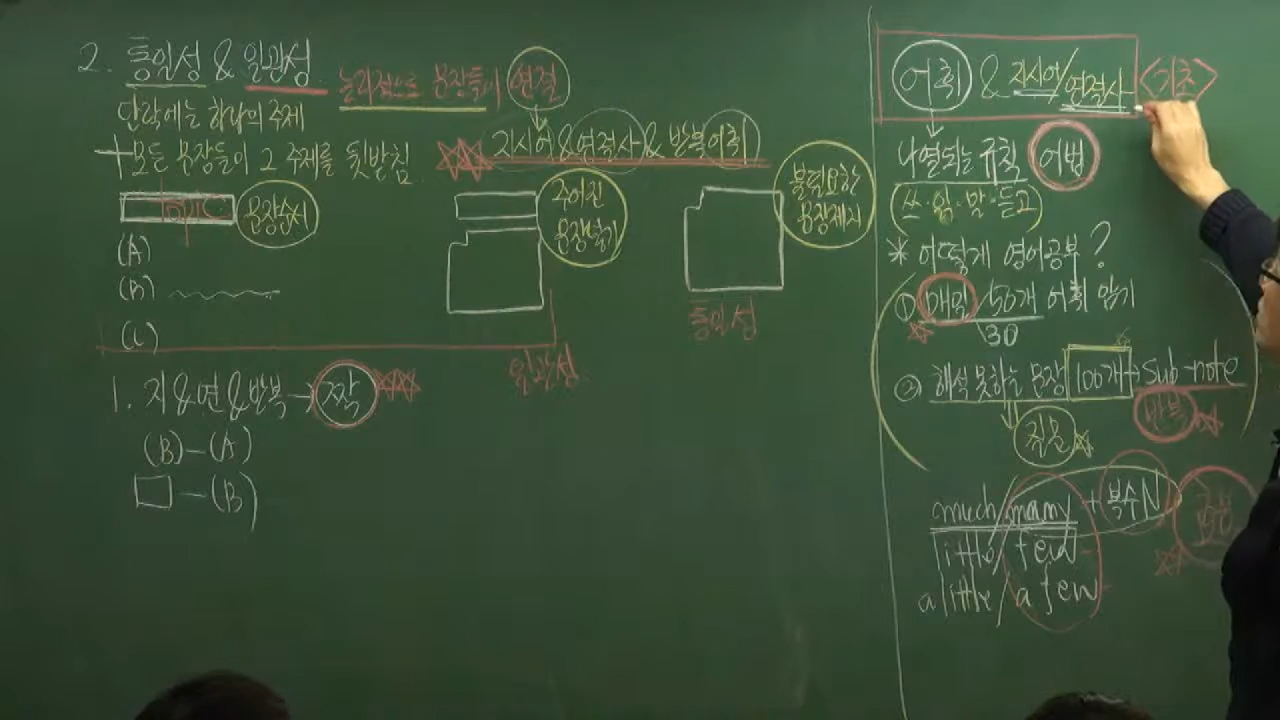 2. 통일성 & 일관성
논리적으로 문장들이 연결
단락에는 하나의 주제
+ 모든 문장들이 그 주제를 뒷받침
지시어 & 연결사 & 반복어휘
문장순서
(A)
(B)
(C)
주어진 문장넣기
불필요한 문장제거
통일성
일관성
1. 지 & 연 & 반복 → 짝
(B)-(A)
□-(B)
어휘 & 지시어/연결사 <기초>
나열되는 규칙 어법
(쓰·읽·말·듣고)
* 어떻게 영어공부?
① 매일/50개 어휘 암기
30
② 해석 못하는 문장 100개→Sub-note
반복
질문
much/many + 복수N
little/few
a little/a few